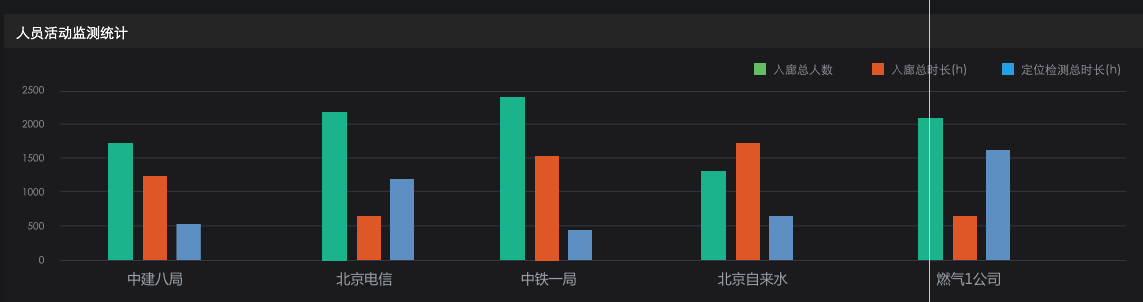 人员活动监测统计
入廊总人数 入廊总时长(h) 定位检测总时长(h)
2500
2000
1500
1000
500
0
中建八局 北京电信 中铁一局 北京自来水 燃气1公司